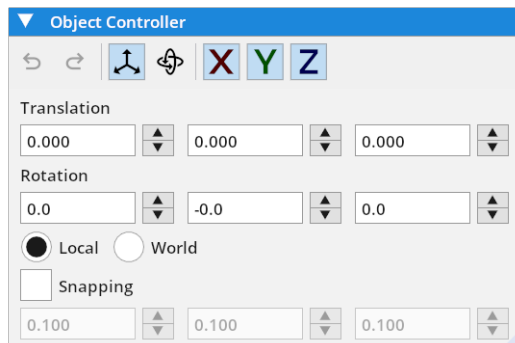 Object Controller
X Y Z
Translation
0.000 0.000 0.000
Rotation
0.0 -0.0 0.0
Local World
Snapping
0.100 0.100 0.100